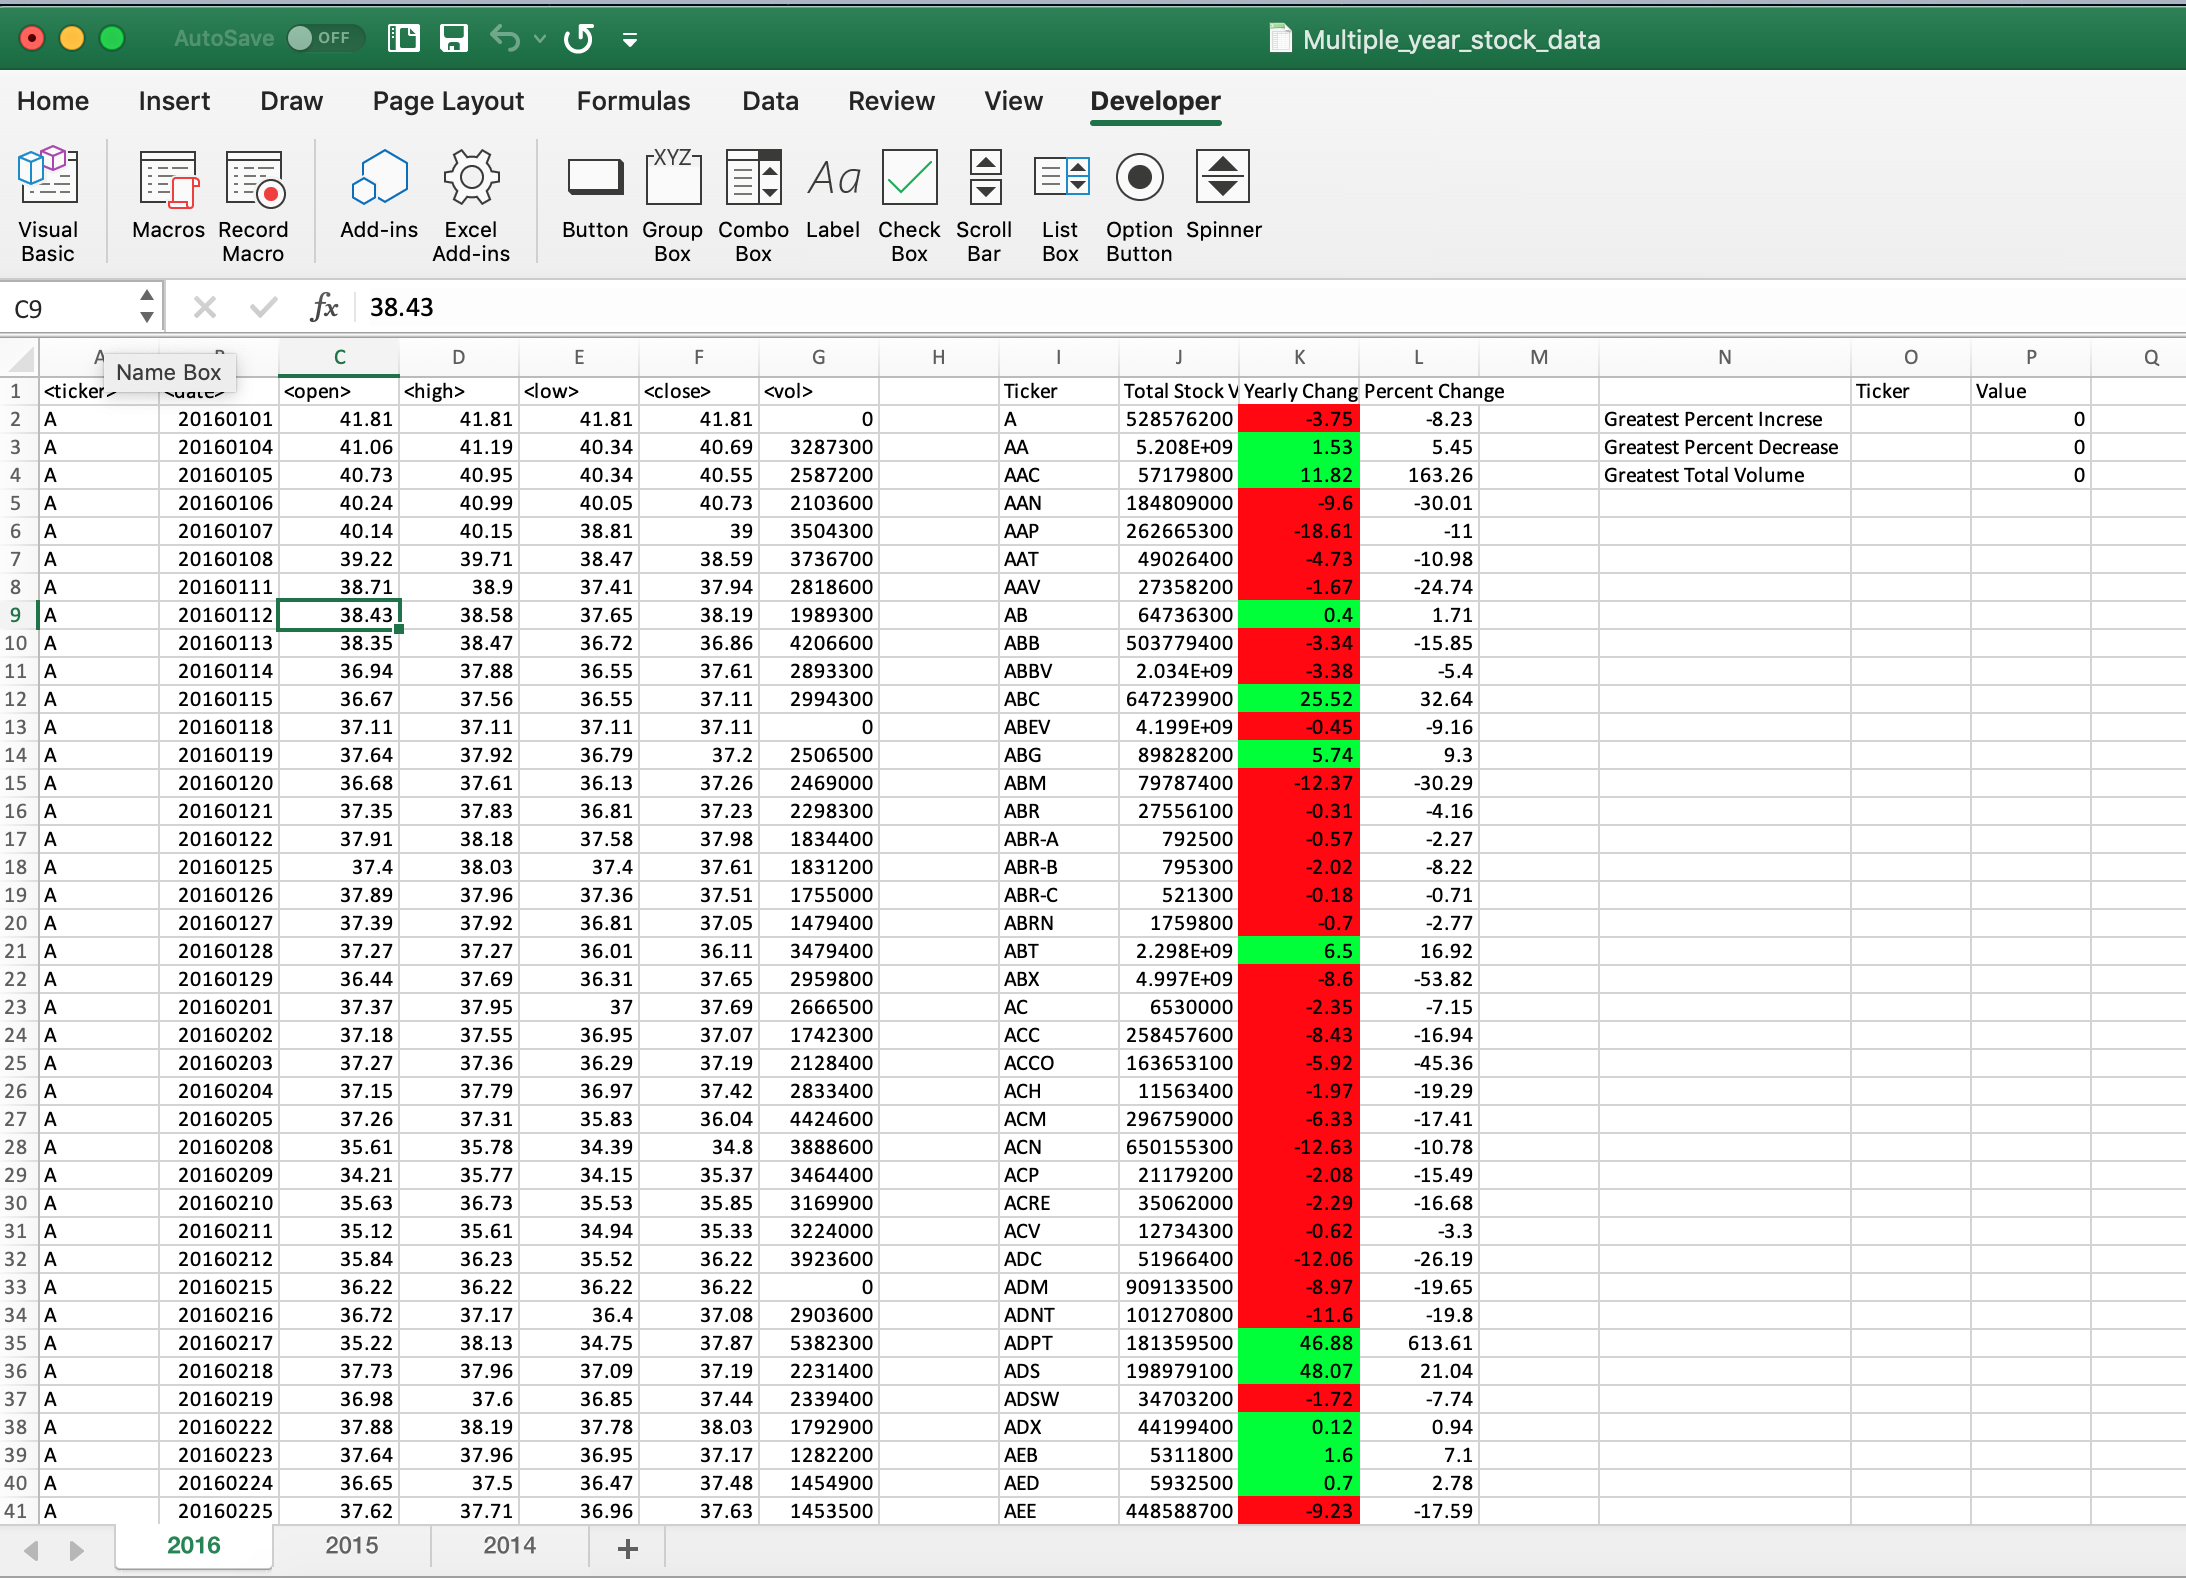 AutoSave OFF Multiple_year_stock_data
Home Insert Draw Page Layout Formulas Data Review View Developer
XYZ Aa
Visual Basic Macros Record Macro Add-ins Excel Add-ins Button Group Box Combo Box Label Check Box Scroll Bar List Box Option Button Spinner
C9 fx 38.43
A C D E F G H I J K L M N O P Q
Name Box
1 <ticker> <date> <open> <high> <low> <close> <vol> Ticker Total Stock V Yearly Chang Percent Change Ticker Value
2 A 20160101 41.81 41.81 41.81 41.81 0 A 528576200 -3.75 -8.23 Greatest Percent Increse 0
3 A 20160104 41.06 41.19 40.34 40.69 3287300 AA 5.208E+09 1.53 5.45 Greatest Percent Decrease 0
4 A 20160105 40.73 40.95 40.34 40.55 2587200 AAC 57179800 11.82 163.26 Greatest Total Volume 0
5 A 20160106 40.24 40.99 40.05 40.73 2103600 AAN 184809000 -9.6 -30.01
6 A 20160107 40.14 40.15 38.81 39 3504300 AAP 262665300 -18.61 -11
7 A 20160108 39.22 39.71 38.47 38.59 3736700 AAT 49026400 -4.73 -10.98
8 A 20160111 38.71 38.9 37.41 37.94 2818600 AAV 27358200 -1.67 -24.74
9 A 20160112 38.43 38.58 37.65 38.19 1989300 AB 64736300 0.4 1.71
10 A 20160113 38.35 38.47 36.72 36.86 4206600 ABB 503779400 -3.34 -15.85
11 A 20160114 36.94 37.88 36.55 37.61 2893300 ABBV 2.034E+09 -3.38 -5.4
12 A 20160115 36.67 37.56 36.55 37.11 2994300 ABC 647239900 25.52 32.64
13 A 20160118 37.11 37.11 37.11 37.11 0 ABEV 4.199E+09 -0.45 -9.16
14 A 20160119 37.64 37.92 36.79 37.2 2506500 ABG 89828200 5.74 9.3
15 A 20160120 36.68 37.61 36.13 37.26 2469000 ABM 79787400 -12.37 -30.29
16 A 20160121 37.35 37.83 36.81 37.23 2298300 ABR 27556100 -0.31 -4.16
17 A 20160122 37.91 38.18 37.58 37.98 1834400 ABR-A 792500 -0.57 -2.27
18 A 20160125 37.4 38.03 37.4 37.61 1831200 ABR-B 795300 -2.02 -8.22
19 A 20160126 37.89 37.96 37.36 37.51 1755000 ABR-C 521300 -0.18 -0.71
20 A 20160127 37.39 37.92 36.81 37.05 1479400 ABRN 1759800 -0.7 -2.77
21 A 20160128 37.27 37.27 36.01 36.11 3479400 ABT 2.298E+09 6.5 16.92
22 A 20160129 36.44 37.69 36.31 37.65 2959800 ABX 4.997E+09 -8.6 -53.82
23 A 20160201 37.37 37.95 37 37.69 2666500 AC 6530000 -2.35 -7.15
24 A 20160202 37.18 37.55 36.95 37.07 1742300 ACC 258457600 -8.43 -16.94
25 A 20160203 37.27 37.36 36.29 37.19 2128400 ACCO 163653100 -5.92 -45.36
26 A 20160204 37.15 37.79 36.97 37.42 2833400 ACH 11563400 -1.97 -19.29
27 A 20160205 37.26 37.31 35.83 36.04 4424600 ACM 296759000 -6.33 -17.41
28 A 20160208 35.61 35.78 34.39 34.8 3888600 ACN 650155300 -12.63 -10.78
29 A 20160209 34.21 35.77 34.15 35.37 3464400 ACP 21179200 -2.08 -15.49
30 A 20160210 35.63 36.73 35.53 35.85 3169900 ACRE 35062000 -2.29 -16.68
31 A 20160211 35.12 35.61 34.94 35.33 3224000 ACV 12734300 -0.62 -3.3
32 A 20160212 35.84 36.23 35.52 36.22 3923600 ADC 51966400 -12.06 -26.19
33 A 20160215 36.22 36.22 36.22 36.22 0 ADM 909133500 -8.97 -19.65
34 A 20160216 36.72 37.17 36.4 37.08 2903600 ADNT 101270800 -11.6 -19.8
35 A 20160217 35.22 38.13 34.75 37.87 5382300 ADPT 181359500 46.88 613.61
36 A 20160218 37.73 37.96 37.09 37.19 2231400 ADS 198979100 48.07 21.04
37 A 20160219 36.98 37.6 36.85 37.44 2339400 ADSW 34703200 -1.72 -7.74
38 A 20160222 37.88 38.19 37.78 38.03 1792900 ADX 44199400 0.12 0.94
39 A 20160223 37.64 37.96 36.95 37.17 1282200 AEB 5311800 1.6 7.1
40 A 20160224 36.65 37.5 36.47 37.48 1454900 AED 5932500 0.7 2.78
41 A 20160225 37.62 37.71 36.96 37.63 1453500 AEE 448588700 -9.23 -17.59
2016 2015 2014 +